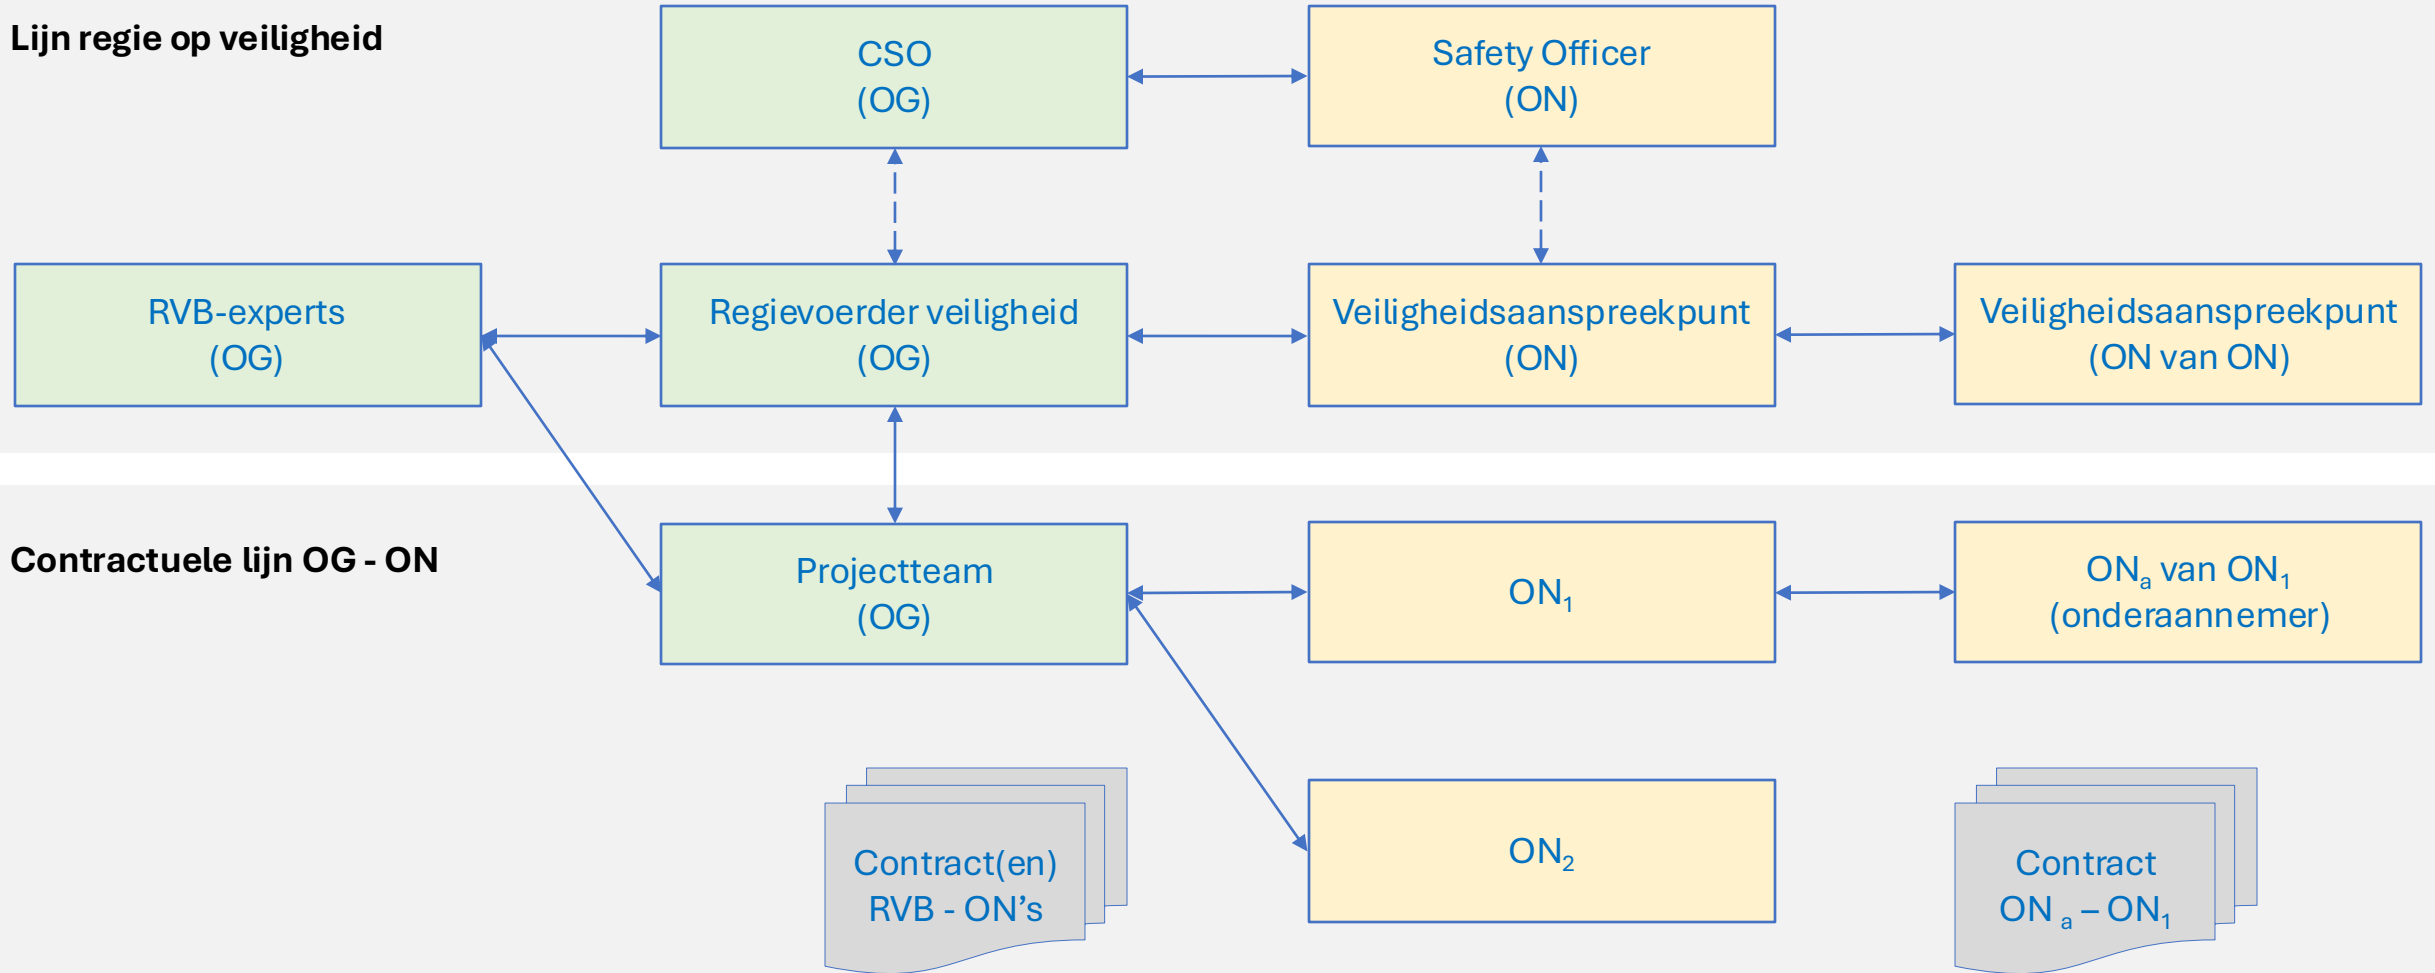 Lijn regie op veiligheid
CSO
(OG)
Safety Officer
(ON)
RVB-experts
(OG)
Regievoerder veiligheid
(OG)
Veiligheidsaanspreekpunt
(ON)
Veiligheidsaanspreekpunt
(ON van ON)
Contractuele lijn OG - ON
Projectteam
(OG)
ON₁
ONₐ van ON₁
(onderaannemer)
ON₂
Contract(en)
RVB - ON’s
Contract
ON ₐ – ON₁